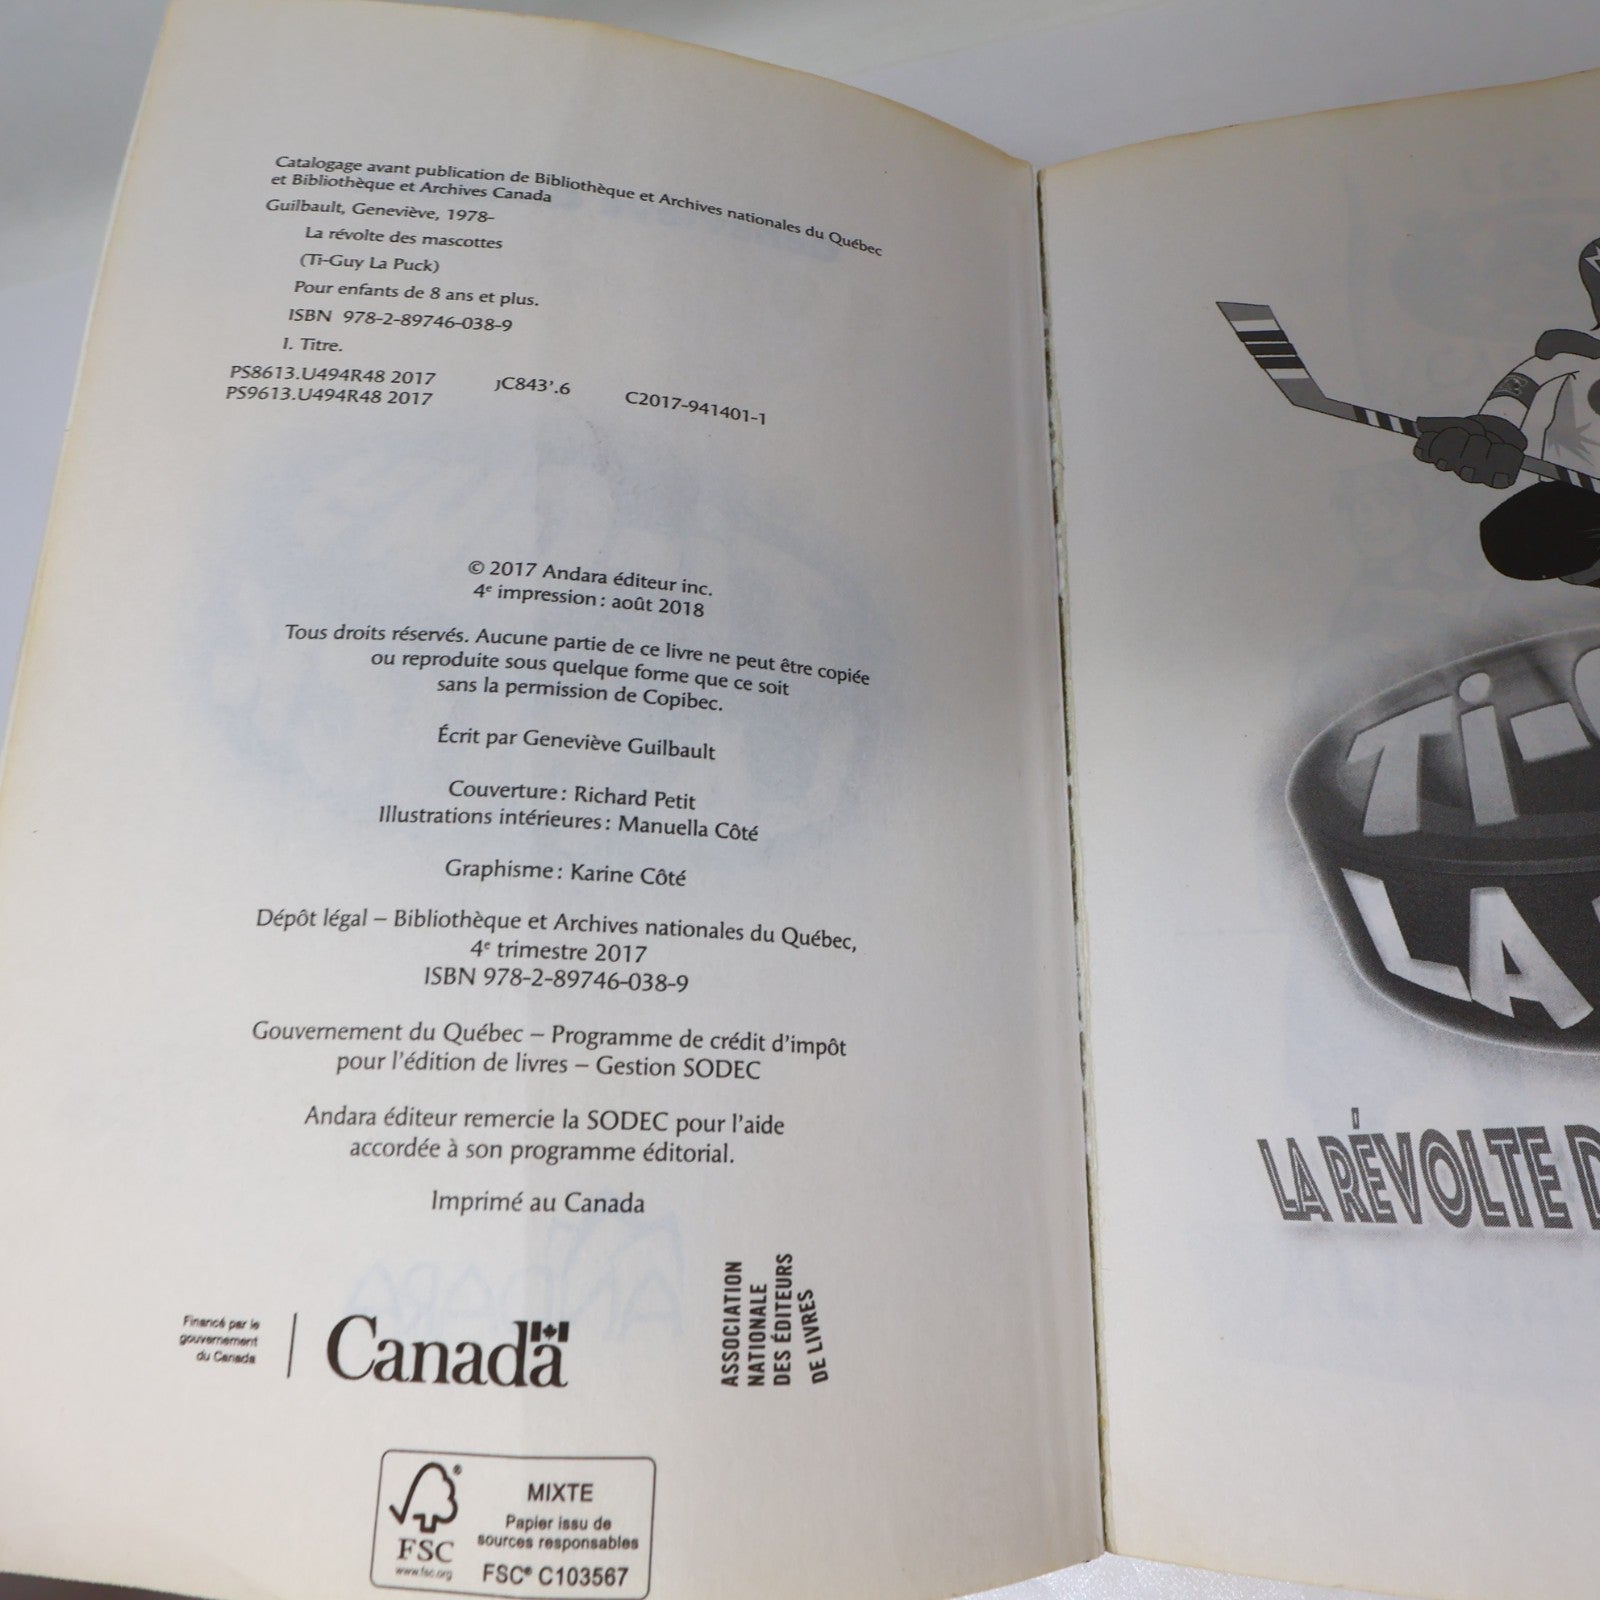 Catalogage avant publication de Bibliothèque et Archives nationales du Québec
et Bibliothèque et Archives Canada
Guilbault, Geneviève, 1978-
La révolte des mascottes
(Ti-Guy La Puck)
Pour enfants de 8 ans et plus.
ISBN 978-2-89746-038-9
I. Titre.
PS8613.U494R48 2017 jC843'.6 C2017-941401-1
PS9613.U494R48 2017
© 2017 Andara éditeur inc.
4e impression : août 2018
Tous droits réservés. Aucune partie de ce livre ne peut être copiée
ou reproduite sous quelque forme que ce soit
sans la permission de Copibec.
Écrit par Geneviève Guilbault
Couverture : Richard Petit
Illustrations intérieures : Manuella Côté
Graphisme : Karine Côté
Dépôt légal – Bibliothèque et Archives nationales du Québec,
4e trimestre 2017
ISBN 978-2-89746-038-9
Gouvernement du Québec – Programme de crédit d'impôt
pour l'édition de livres – Gestion SODEC
Andara éditeur remercie la SODEC pour l'aide
accordée à son programme éditorial.
Imprimé au Canada
Financé par le
gouvernement
du Canada
Canada
ASSOCIATION
NATIONALE
DES ÉDITEURS
DE LIVRES
FSC
www.fsc.org
MIXTE
Papier issu de
sources responsables
FSC® C103567
Ti-
LA
LA RÉVOLTE